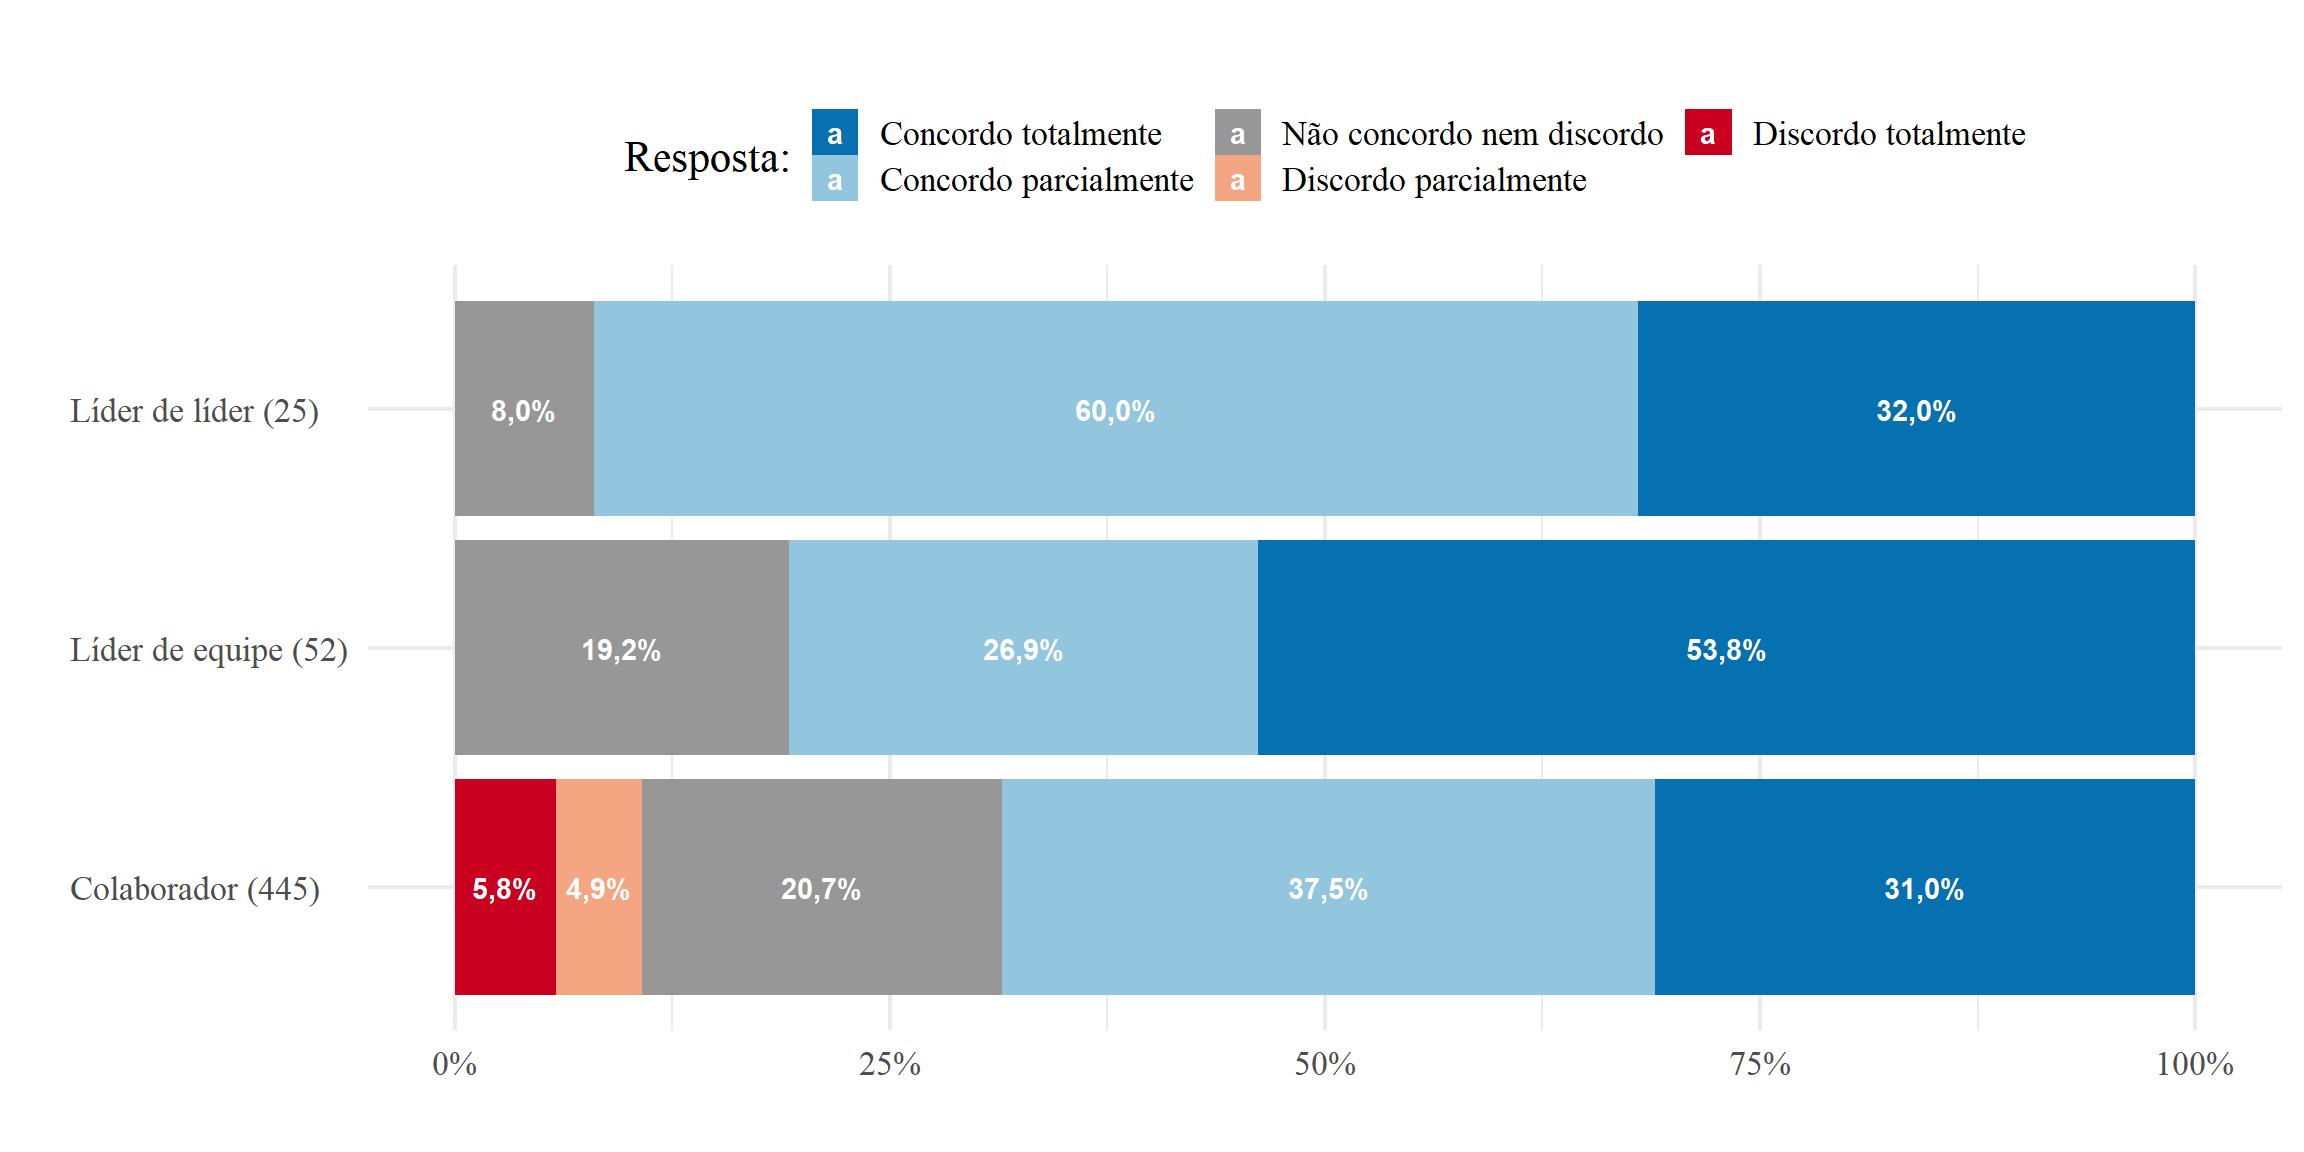 Resposta:
a Concordo totalmente
a Concordo parcialmente
a Não concordo nem discordo
a Discordo parcialmente
a Discordo totalmente
Líder de líder (25)
8,0% 60,0% 32,0%
Líder de equipe (52)
19,2% 26,9% 53,8%
Colaborador (445)
5,8% 4,9% 20,7% 37,5% 31,0%
0% 25% 50% 75% 100%